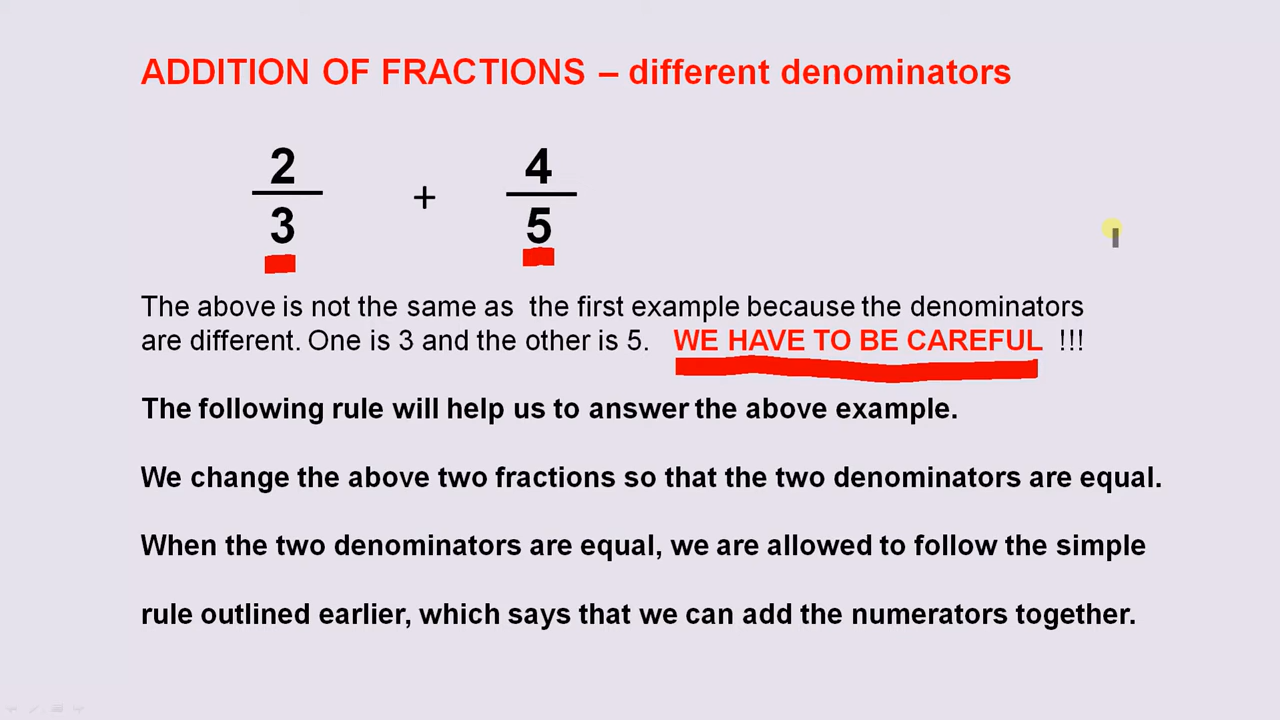 ADDITION OF FRACTIONS – different denominators
2 4
+
3 5
The above is not the same as the first example because the denominators
are different. One is 3 and the other is 5. WE HAVE TO BE CAREFUL !!!
The following rule will help us to answer the above example.
We change the above two fractions so that the two denominators are equal.
When the two denominators are equal, we are allowed to follow the simple
rule outlined earlier, which says that we can add the numerators together.